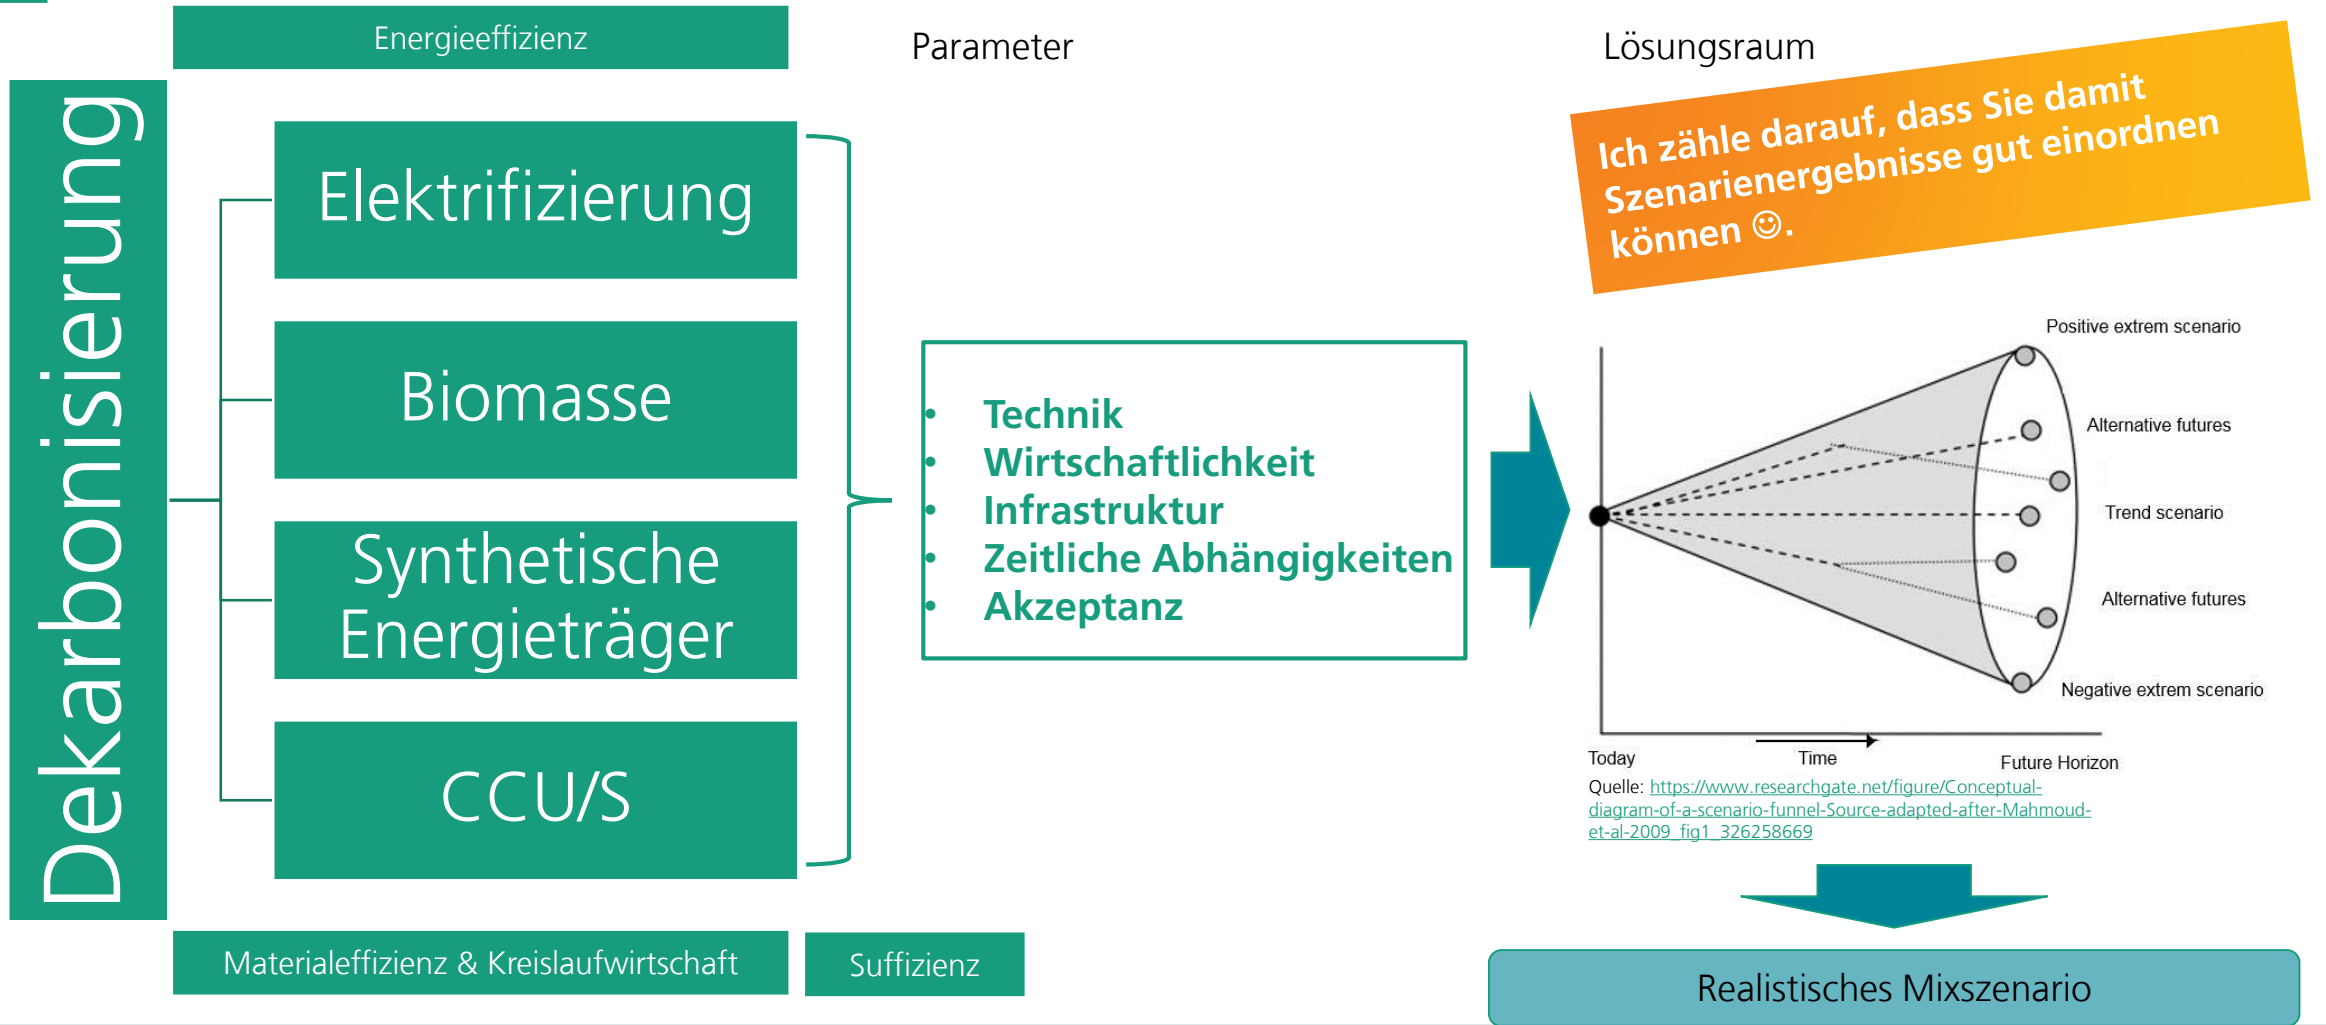 Energieeffizienz
Dekarbonisierung
Elektrifizierung
Biomasse
Synthetische
Energieträger
CCU/S
Materialeffizienz & Kreislaufwirtschaft
Suffizienz
Parameter
• Technik
• Wirtschaftlichkeit
• Infrastruktur
• Zeitliche Abhängigkeiten
• Akzeptanz
Lösungsraum
Ich zähle darauf, dass Sie damit
Szenarienergebnisse gut einordnen
können ☺.
Positive extrem scenario
Alternative futures
Trend scenario
Alternative futures
Negative extrem scenario
Today
Time
Future Horizon
Quelle: https://www.researchgate.net/figure/Conceptual-
diagram-of-a-scenario-funnel-Source-adapted-after-Mahmoud-
et-al-2009_fig1_326258669
Realistisches Mixszenario